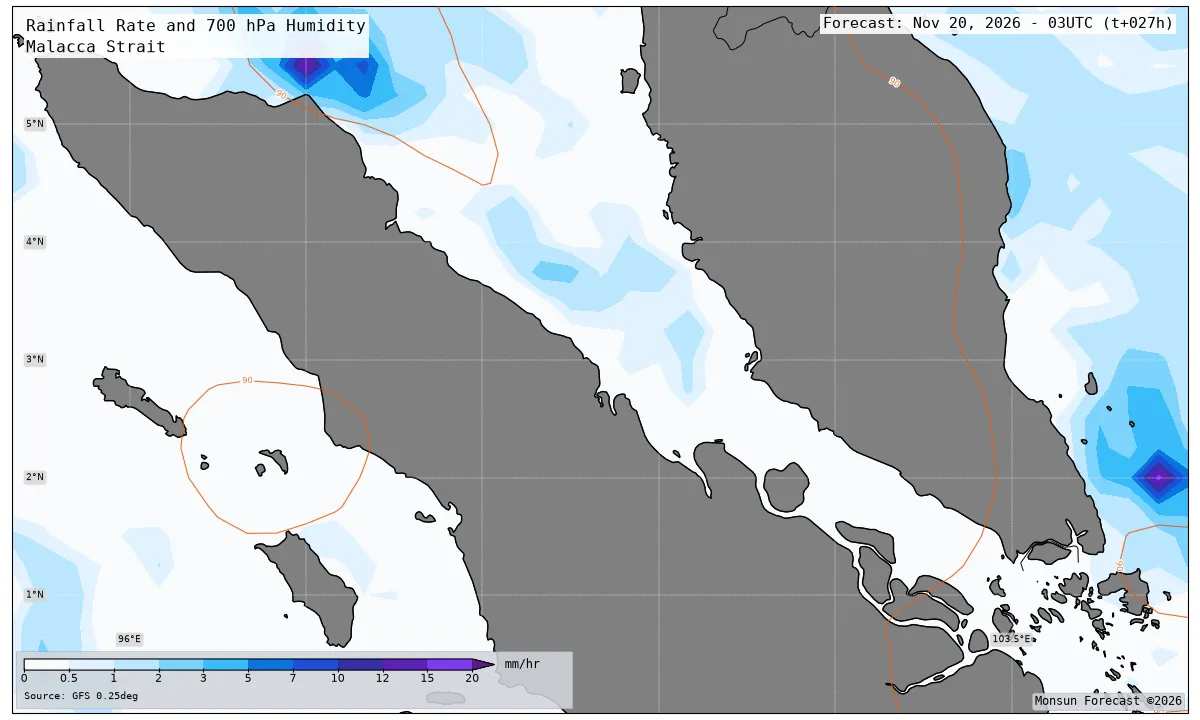 Rainfall Rate and 700 hPa Humidity
Malacca Strait
Forecast: Nov 20, 2026 - 03UTC (t+027h)
90
90
5°N
4°N
3°N
90
2°N
90
1°N
96°E
103.5°E
mm/hr
0 0.5 1 2 3 5 7 10 12 15 20
Source: GFS 0.25deg
Monsun Forecast ©2026
90